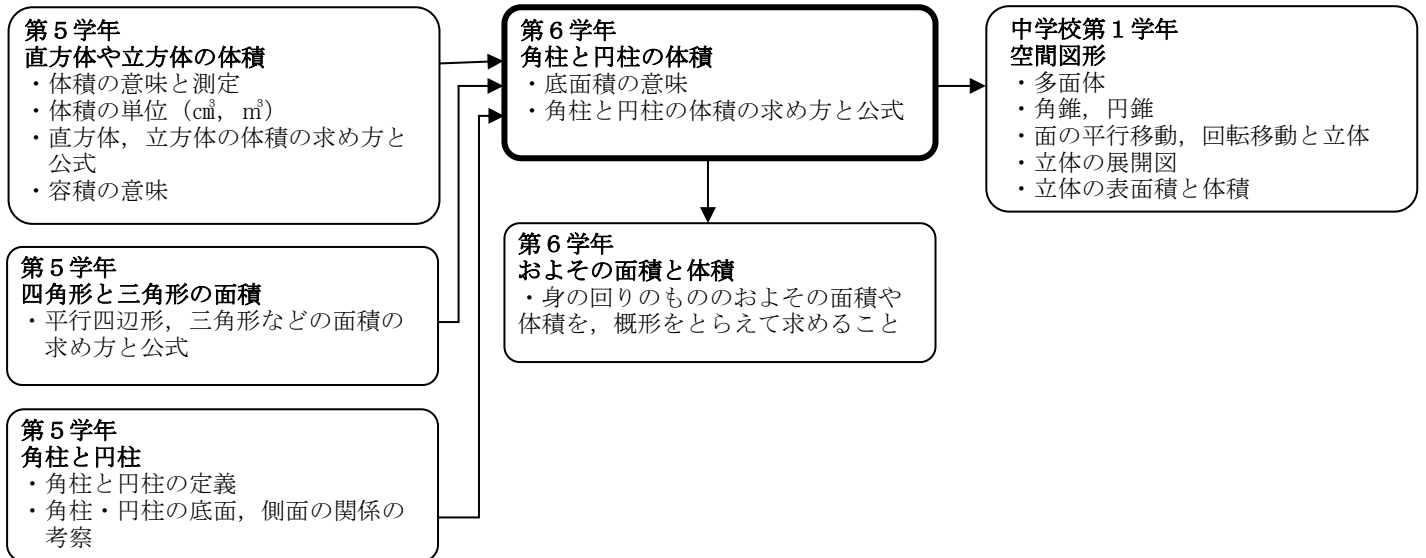 第５学年
直方体や立方体の体積
・体積の意味と測定
・体積の単位（㎤，㎥）
・直方体，立方体の体積の求め方と
公式
・容積の意味
第５学年
四角形と三角形の面積
・平行四辺形，三角形などの面積の
求め方と公式
第５学年
角柱と円柱
・角柱と円柱の定義
・角柱・円柱の底面，側面の関係の
考察
第６学年
角柱と円柱の体積
・底面積の意味
・角柱と円柱の体積の求め方と公式
第６学年
およその面積と体積
・身の回りのもののおよその面積や
体積を，概形をとらえて求めること
中学校第１学年
空間図形
・多面体
・角錐，円錐
・面の平行移動，回転移動と立体
・立体の展開図
・立体の表面積と体積